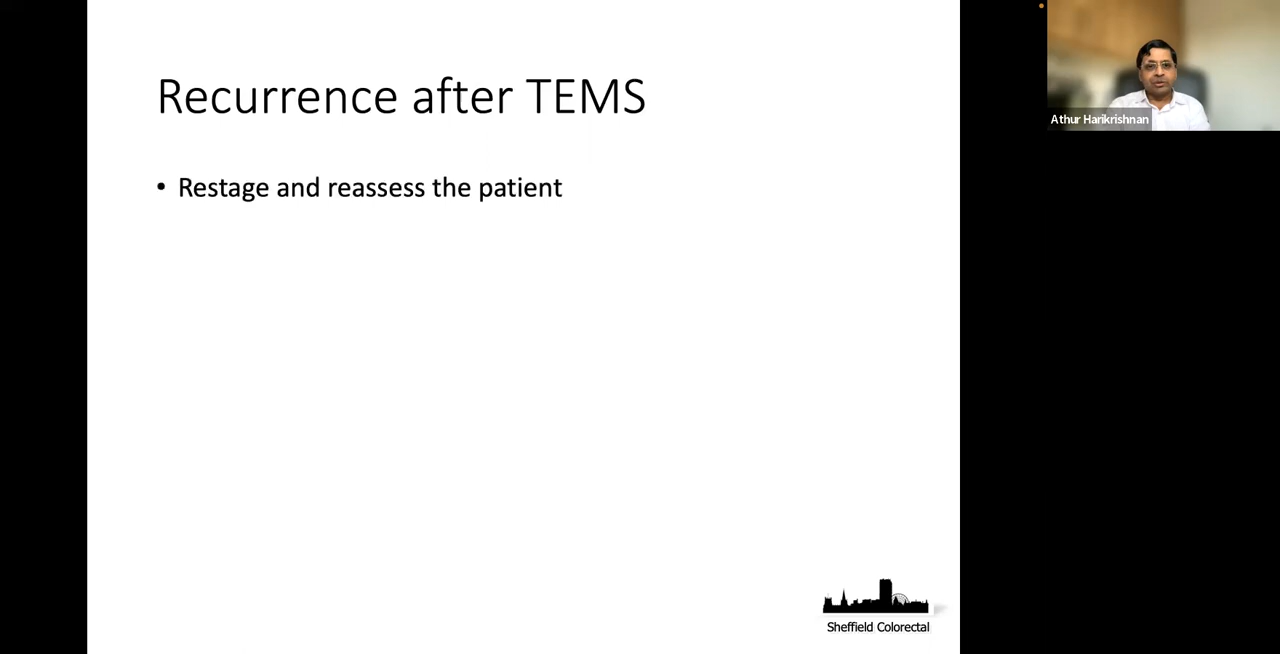 Recurrence after TEMS
• Restage and reassess the patient
Athur Harikrishnan
Sheffield Colorectal